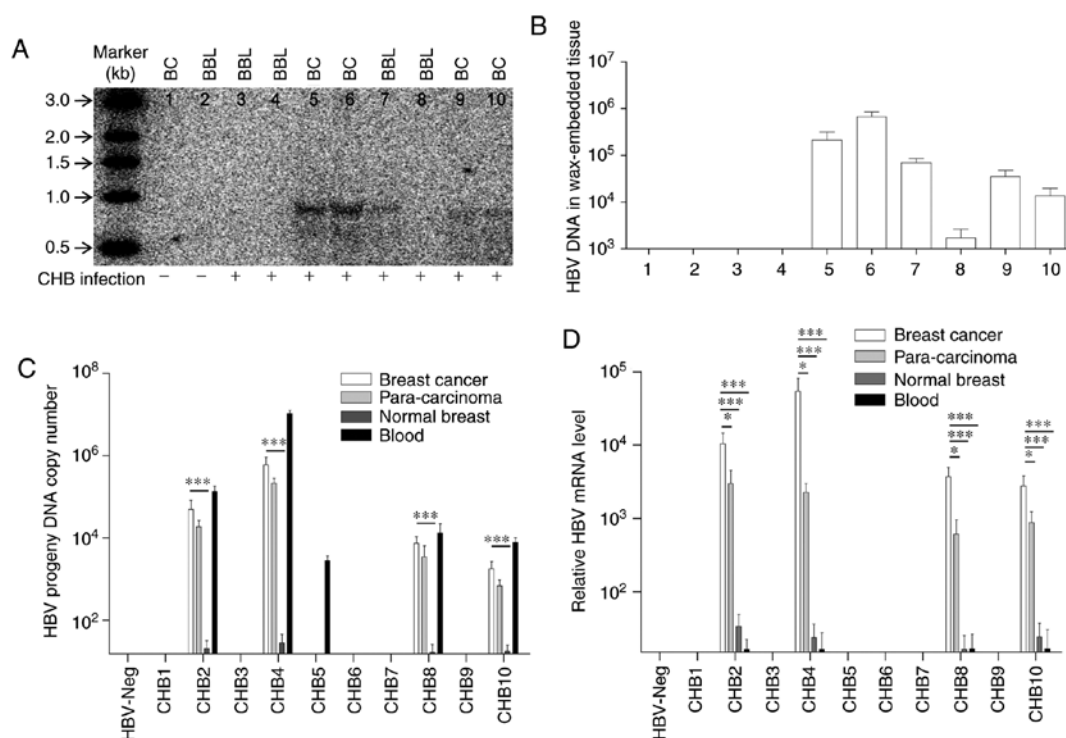 A
Marker
(kb)
BC
BBL
BBL
BBL
BC
BC
BBL
BBL
BC
BC
1 2 3 4 5 6 7 8 9 10
3.0
2.0
1.5
1.0
0.5
CHB infection − − + + + + + + + +
B
HBV DNA in wax-embedded tissue
10⁷
10⁶
10⁵
10⁴
10³
1 2 3 4 5 6 7 8 9 10
C
HBV progeny DNA copy number
10⁸
10⁶
10⁴
10²
Breast cancer
Para-carcinoma
Normal breast
Blood
***
***
***
***
HBV-Neg
CHB1
CHB2
CHB3
CHB4
CHB5
CHB6
CHB7
CHB8
CHB9
CHB10
D
Relative HBV mRNA level
10⁵
10⁴
10³
10²
Breast cancer
Para-carcinoma
Normal breast
Blood
***
***
*
***
***
*
***
***
*
***
***
*
HBV-Neg
CHB1
CHB2
CHB3
CHB4
CHB5
CHB6
CHB7
CHB8
CHB9
CHB10